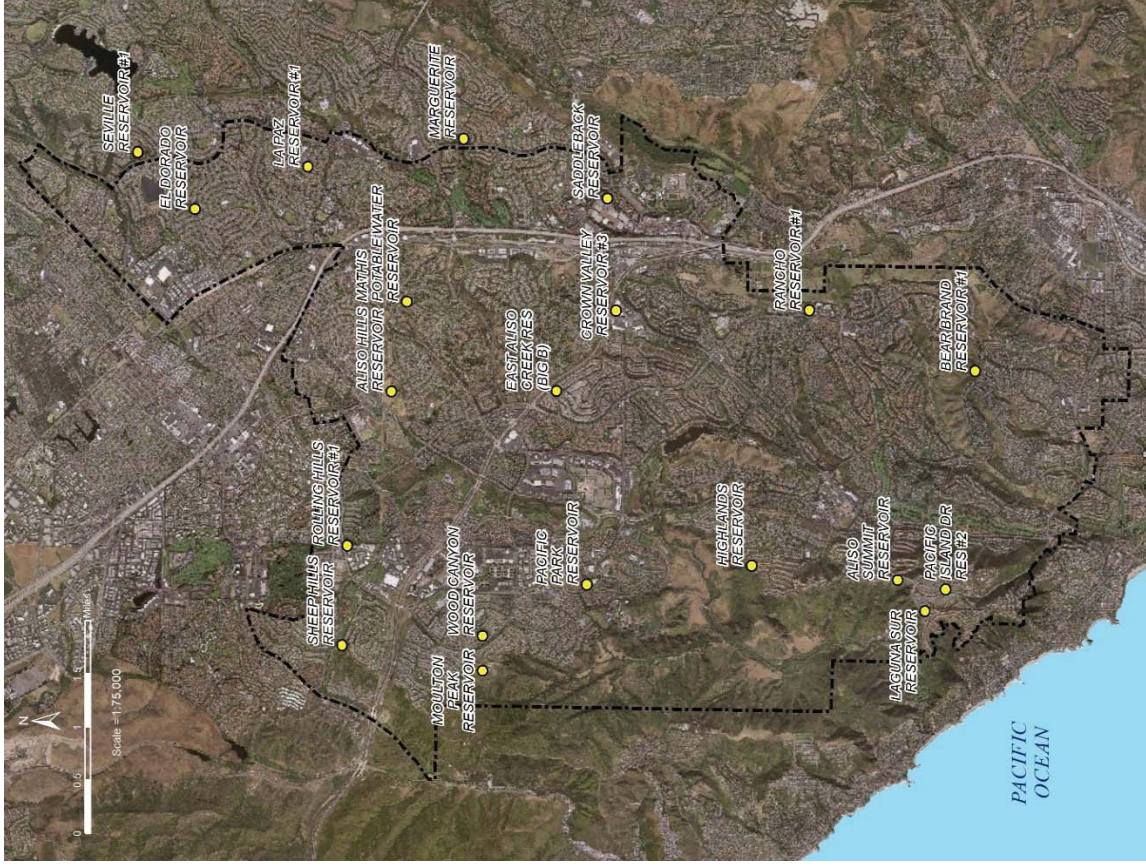 N
0
0.5
1
1.5
2
Miles
Scale = 1:75,000
SEVILLE
RESERVOIR #1
EL DORADO
RESERVOIR
LA PAZ
RESERVOIR #1
MARGUERITE
RESERVOIR
SADDLEBACK
RESERVOIR
MATHIS
POTABLE WATER
RESERVOIR
ALISO HILLS
RESERVOIR
EAST ALISO
CREEK RES
(BIG B)
CROWN VALLEY
RESERVOIR #3
RANCHO
RESERVOIR #1
BEAR BRAND
RESERVOIR #1
ROLLING HILLS
RESERVOIR #1
SHEEP HILLS
RESERVOIR
WOOD CANYON
RESERVOIR
MOULTON
PEAK
RESERVOIR
PACIFIC
PARK
RESERVOIR
HIGHLANDS
RESERVOIR
ALISO
SUMMIT
RESERVOIR
PACIFIC
ISLAND DR
RES #2
LAGUNA SUR
RESERVOIR
PACIFIC
OCEAN